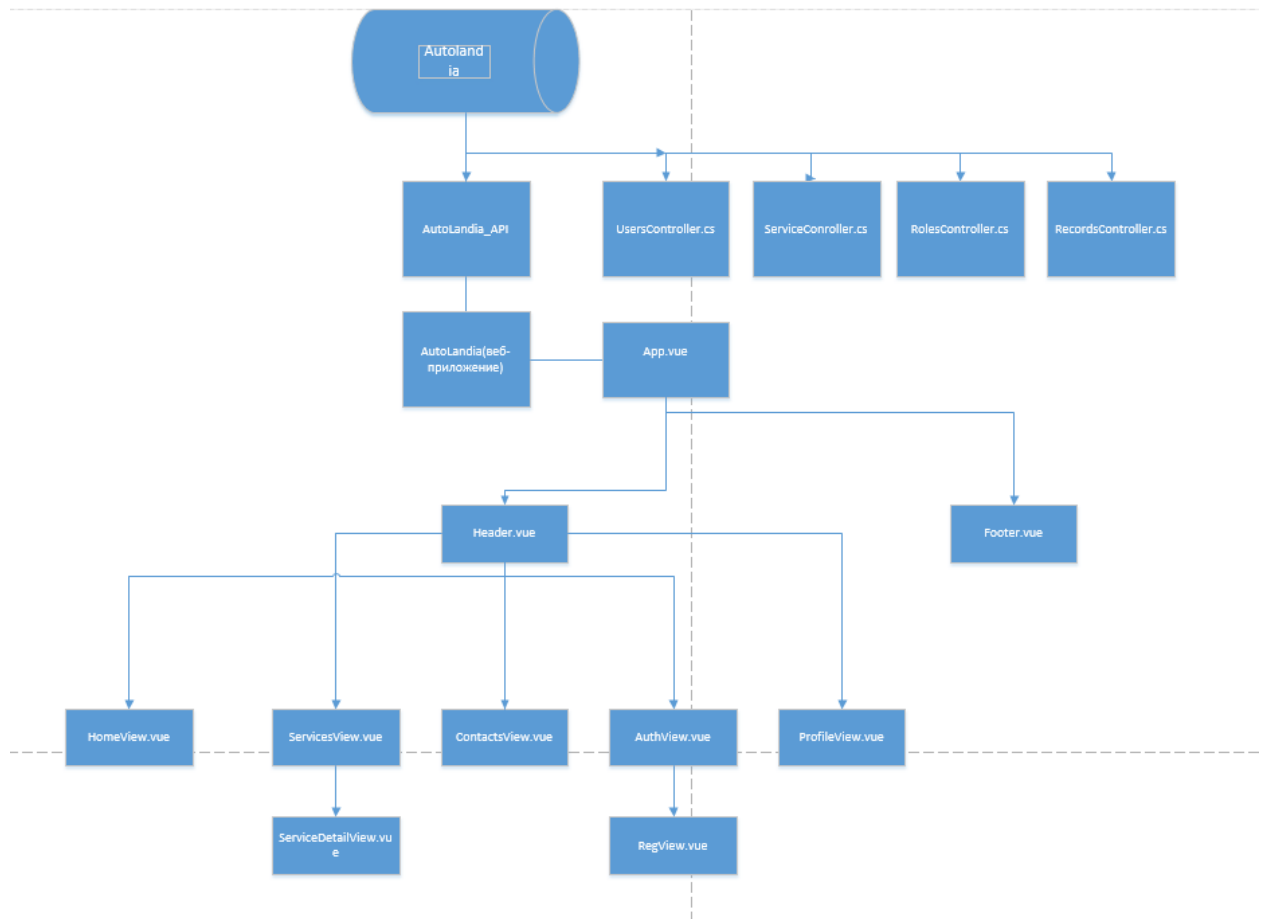 Autoland
ia
AutoLandia_API
UsersController.cs
ServiceConroller.cs
RolesController.cs
RecordsController.cs
AutoLandia(веб-
приложение)
App.vue
Header.vue
Footer.vue
HomeView.vue
ServicesView.vue
ContactsView.vue
AuthView.vue
ProfileView.vue
ServiceDetailView.vu
e
RegView.vue